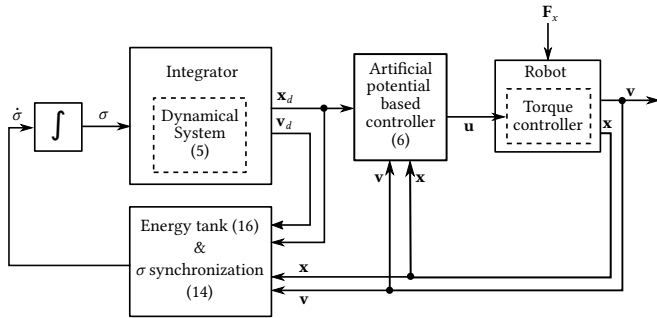 F_x
Integrator
Dynamical
System
(5)
σ̇
∫
σ
x_d
v_d
Artificial
potential
based
controller
(6)
u
Robot
Torque
controller
v
x
v
x
Energy tank (16)
&
σ synchronization
(14)
x
v